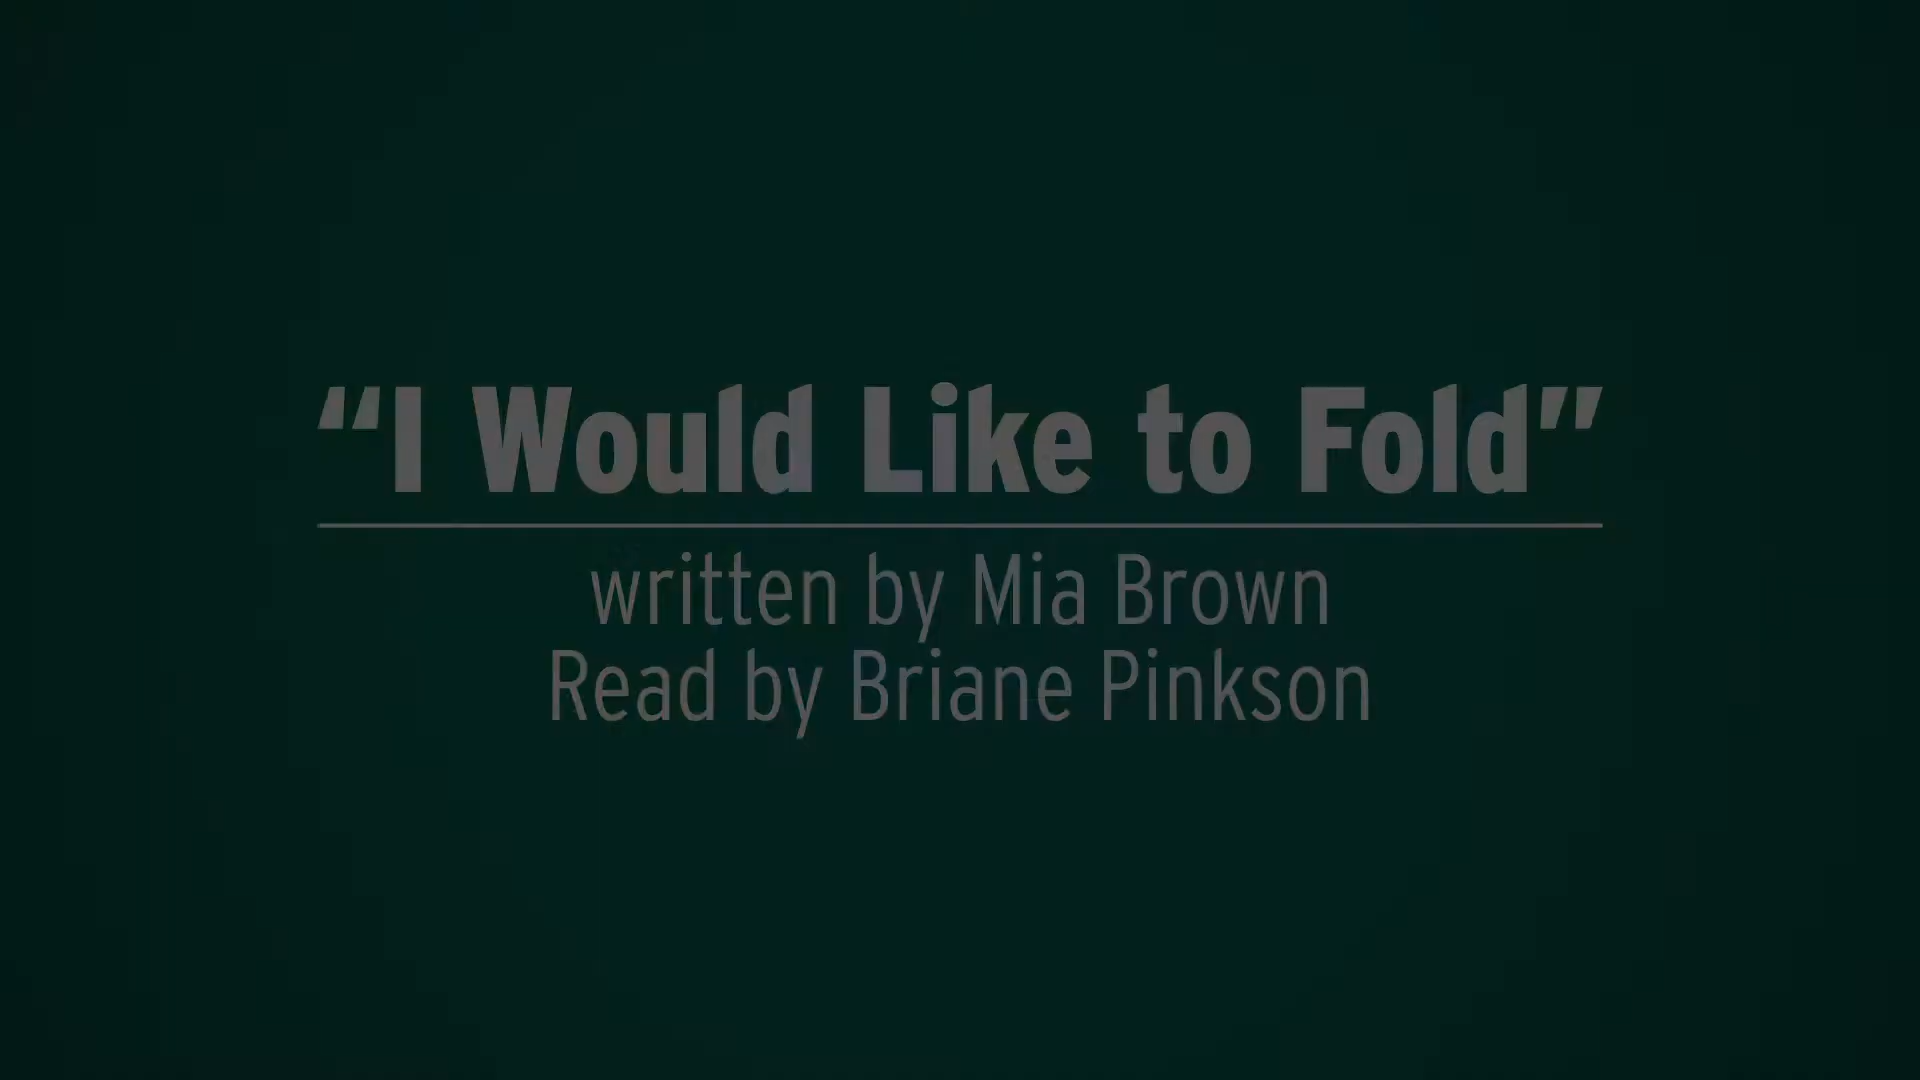 “I Would Like to Fold”
written by Mia Brown
Read by Briane Pinkson